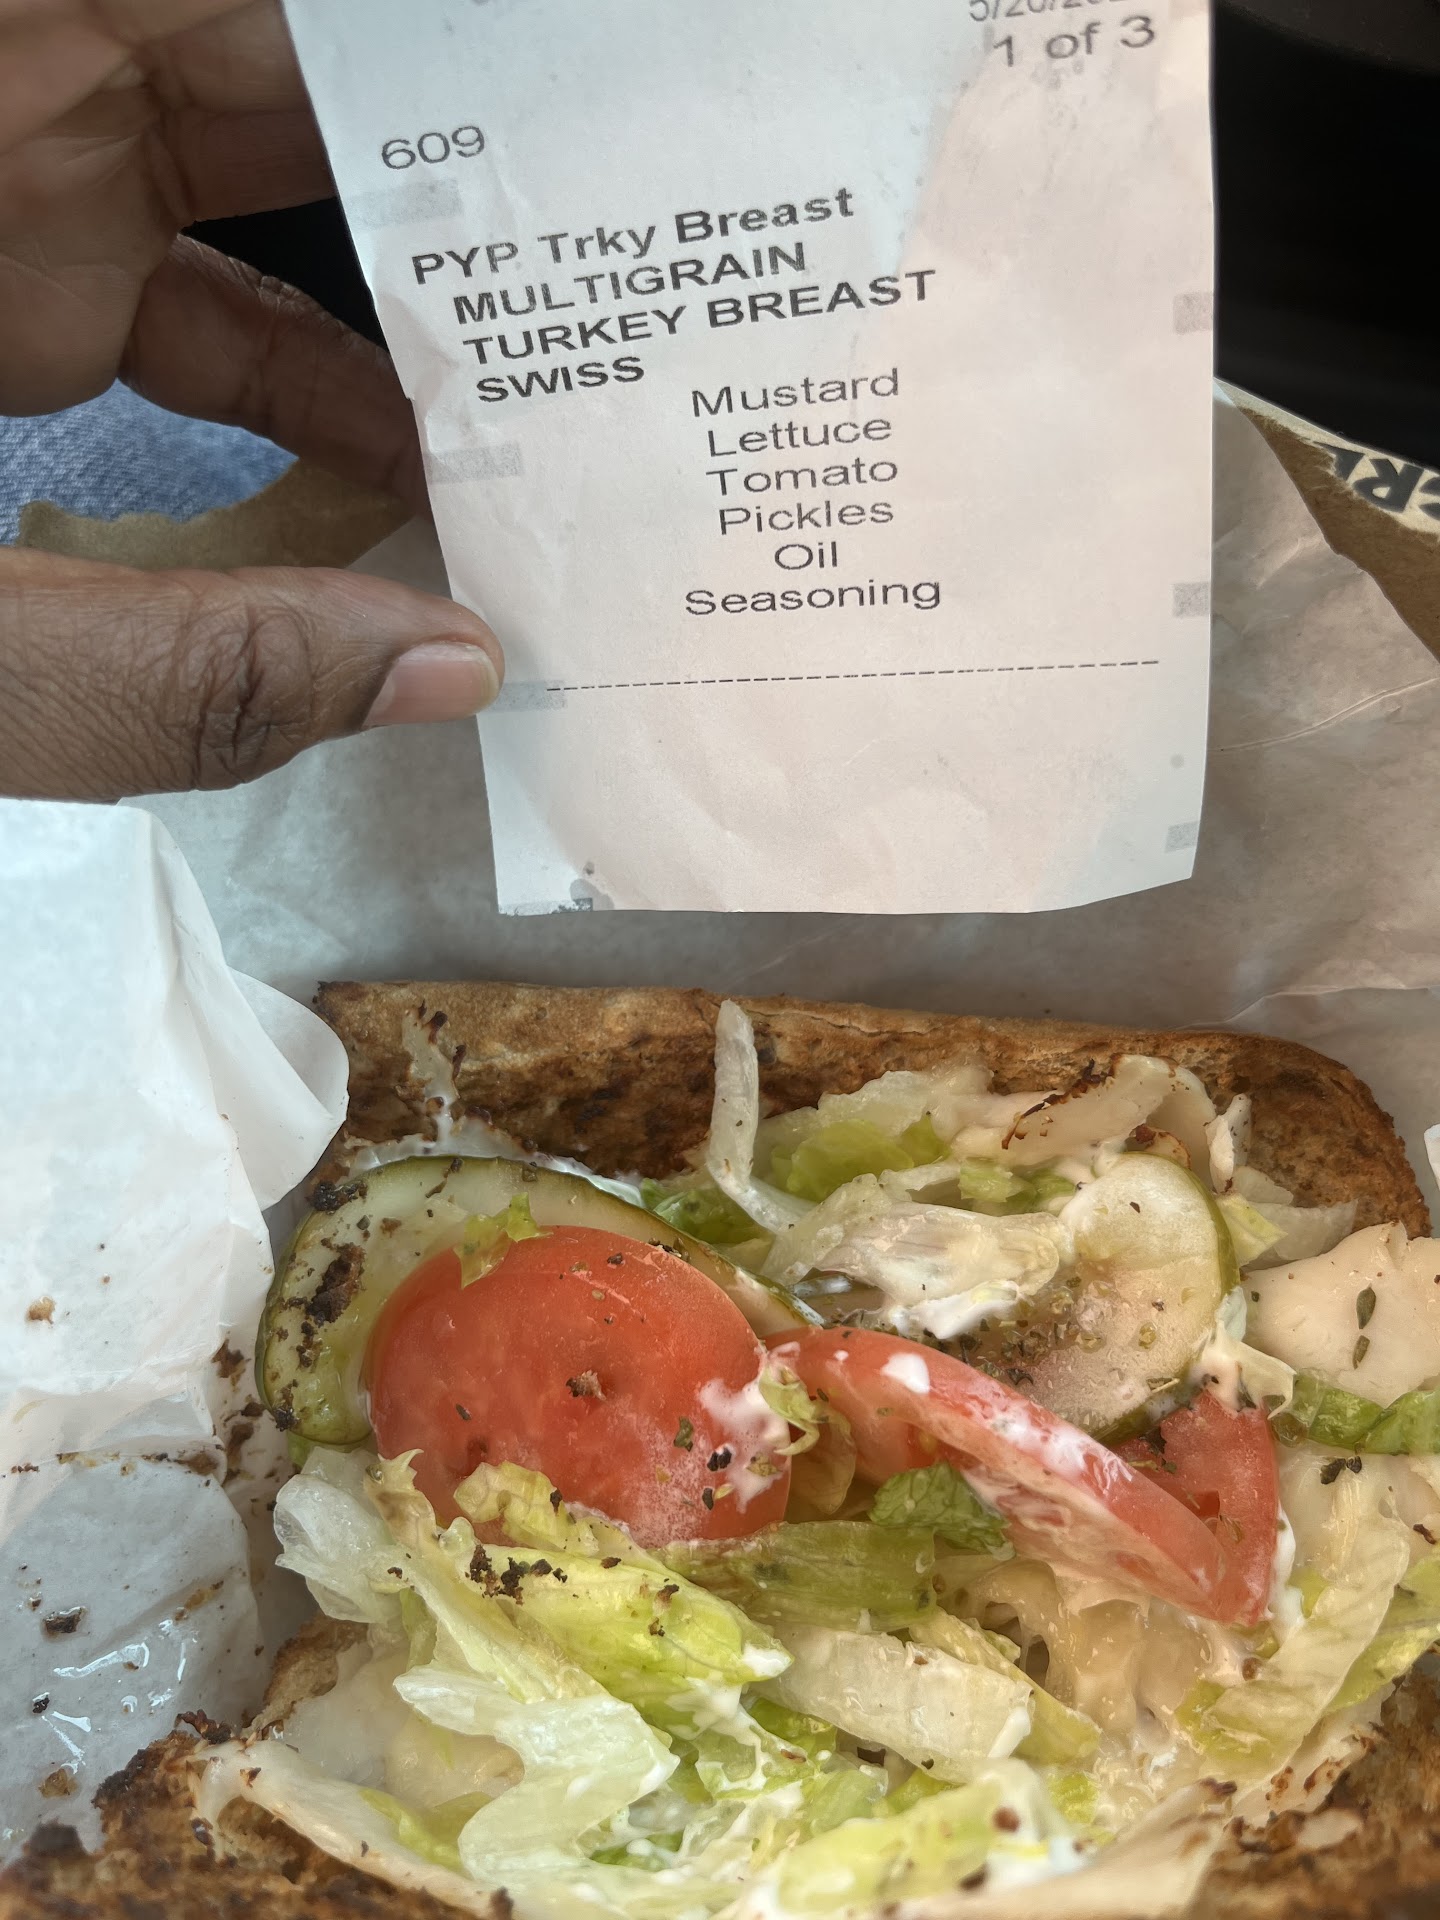 1 of 3
609
PYP Trky Breast
MULTIGRAIN
TURKEY BREAST
SWISS
Mustard
Lettuce
Tomato
Pickles
Oil
Seasoning